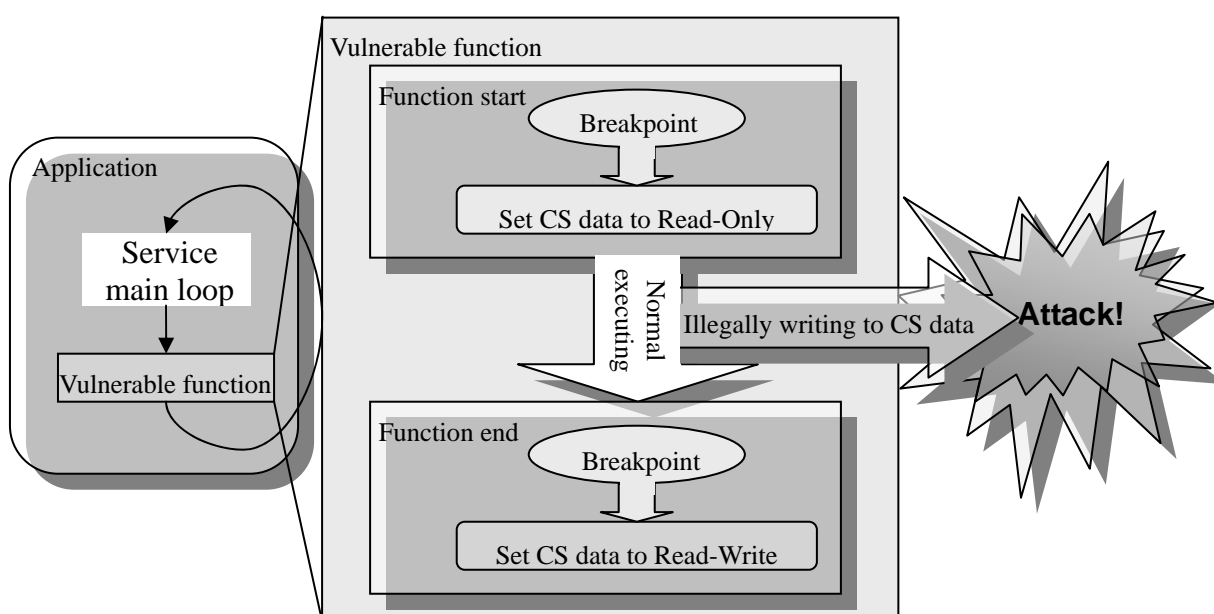 Vulnerable function
Function start
Breakpoint
Set CS data to Read-Only
Application
Service
main loop
Vulnerable function
Normal
executing
Illegally writing to CS data
Attack!
Function end
Breakpoint
Set CS data to Read-Write